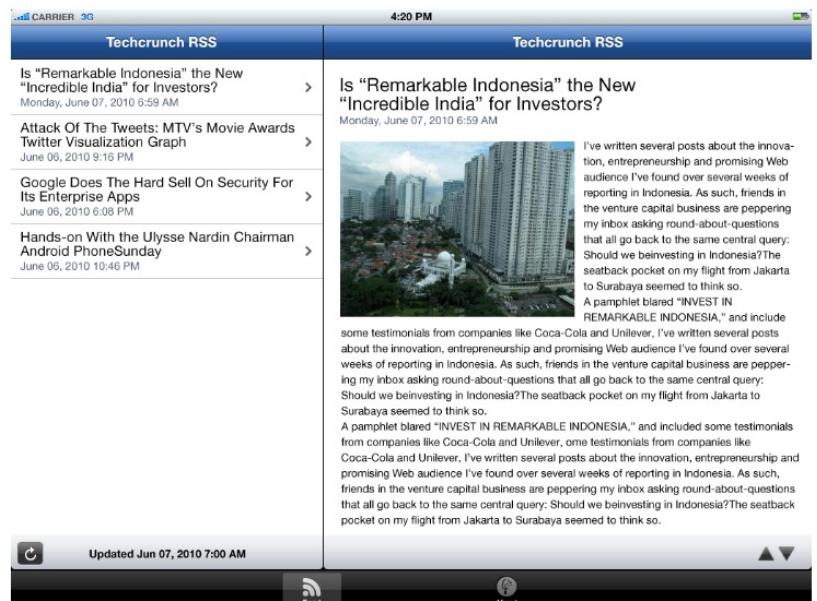 CARRIER 3G
4:20 PM
Techcrunch RSS
Is “Remarkable Indonesia” the New
“Incredible India” for Investors?
Monday, June 07, 2010 6:59 AM
Attack Of The Tweets: MTV's Movie Awards
Twitter Visualization Graph
June 06, 2010 9:16 PM
Google Does The Hard Sell On Security For
Its Enterprise Apps
June 06, 2010 6:08 PM
Hands-on With the Ulysse Nardin Chairman
Android PhoneSunday
June 06, 2010 10:46 PM
Updated Jun 07, 2010 7:00 AM
Techcrunch RSS
Is “Remarkable Indonesia” the New
“Incredible India” for Investors?
Monday, June 07, 2010 6:59 AM
I've written several posts about the innova-
tion, entrepreneurship and promising Web
audience I've found over several weeks of
reporting in Indonesia. As such, friends in
the venture capital business are peppering
my inbox asking round-about-questions
that all go back to the same central query:
Should we beinvesting in Indonesia?The
seatback pocket on my flight from Jakarta
to Surabaya seemed to think so.
A pamphlet blared “INVEST IN
REMARKABLE INDONESIA,” and include
some testimonials from companies like Coca-Cola and Unilever, I've written several posts
about the innovation, entrepreneurship and promising Web audience I've found over several
weeks of reporting in Indonesia. As such, friends in the venture capital business are pepper-
ing my inbox asking round-about-questions that all go back to the same central query:
Should we beinvesting in Indonesia?The seatback pocket on my flight from Jakarta to
Surabaya seemed to think so.
A pamphlet blared “INVEST IN REMARKABLE INDONESIA,” and included some testimonials
from companies like Coca-Cola and Unilever, ome testimonials from companies like
Coca-Cola and Unilever, I've written several posts about the innovation, entrepreneurship and
promising Web audience I've found over several weeks of reporting in Indonesia. As such,
friends in the venture capital business are peppering my inbox asking round-about-questions
that all go back to the same central query: Should we beinvesting in Indonesia?The seatback
pocket on my flight from Jakarta to Surabaya seemed to think so.